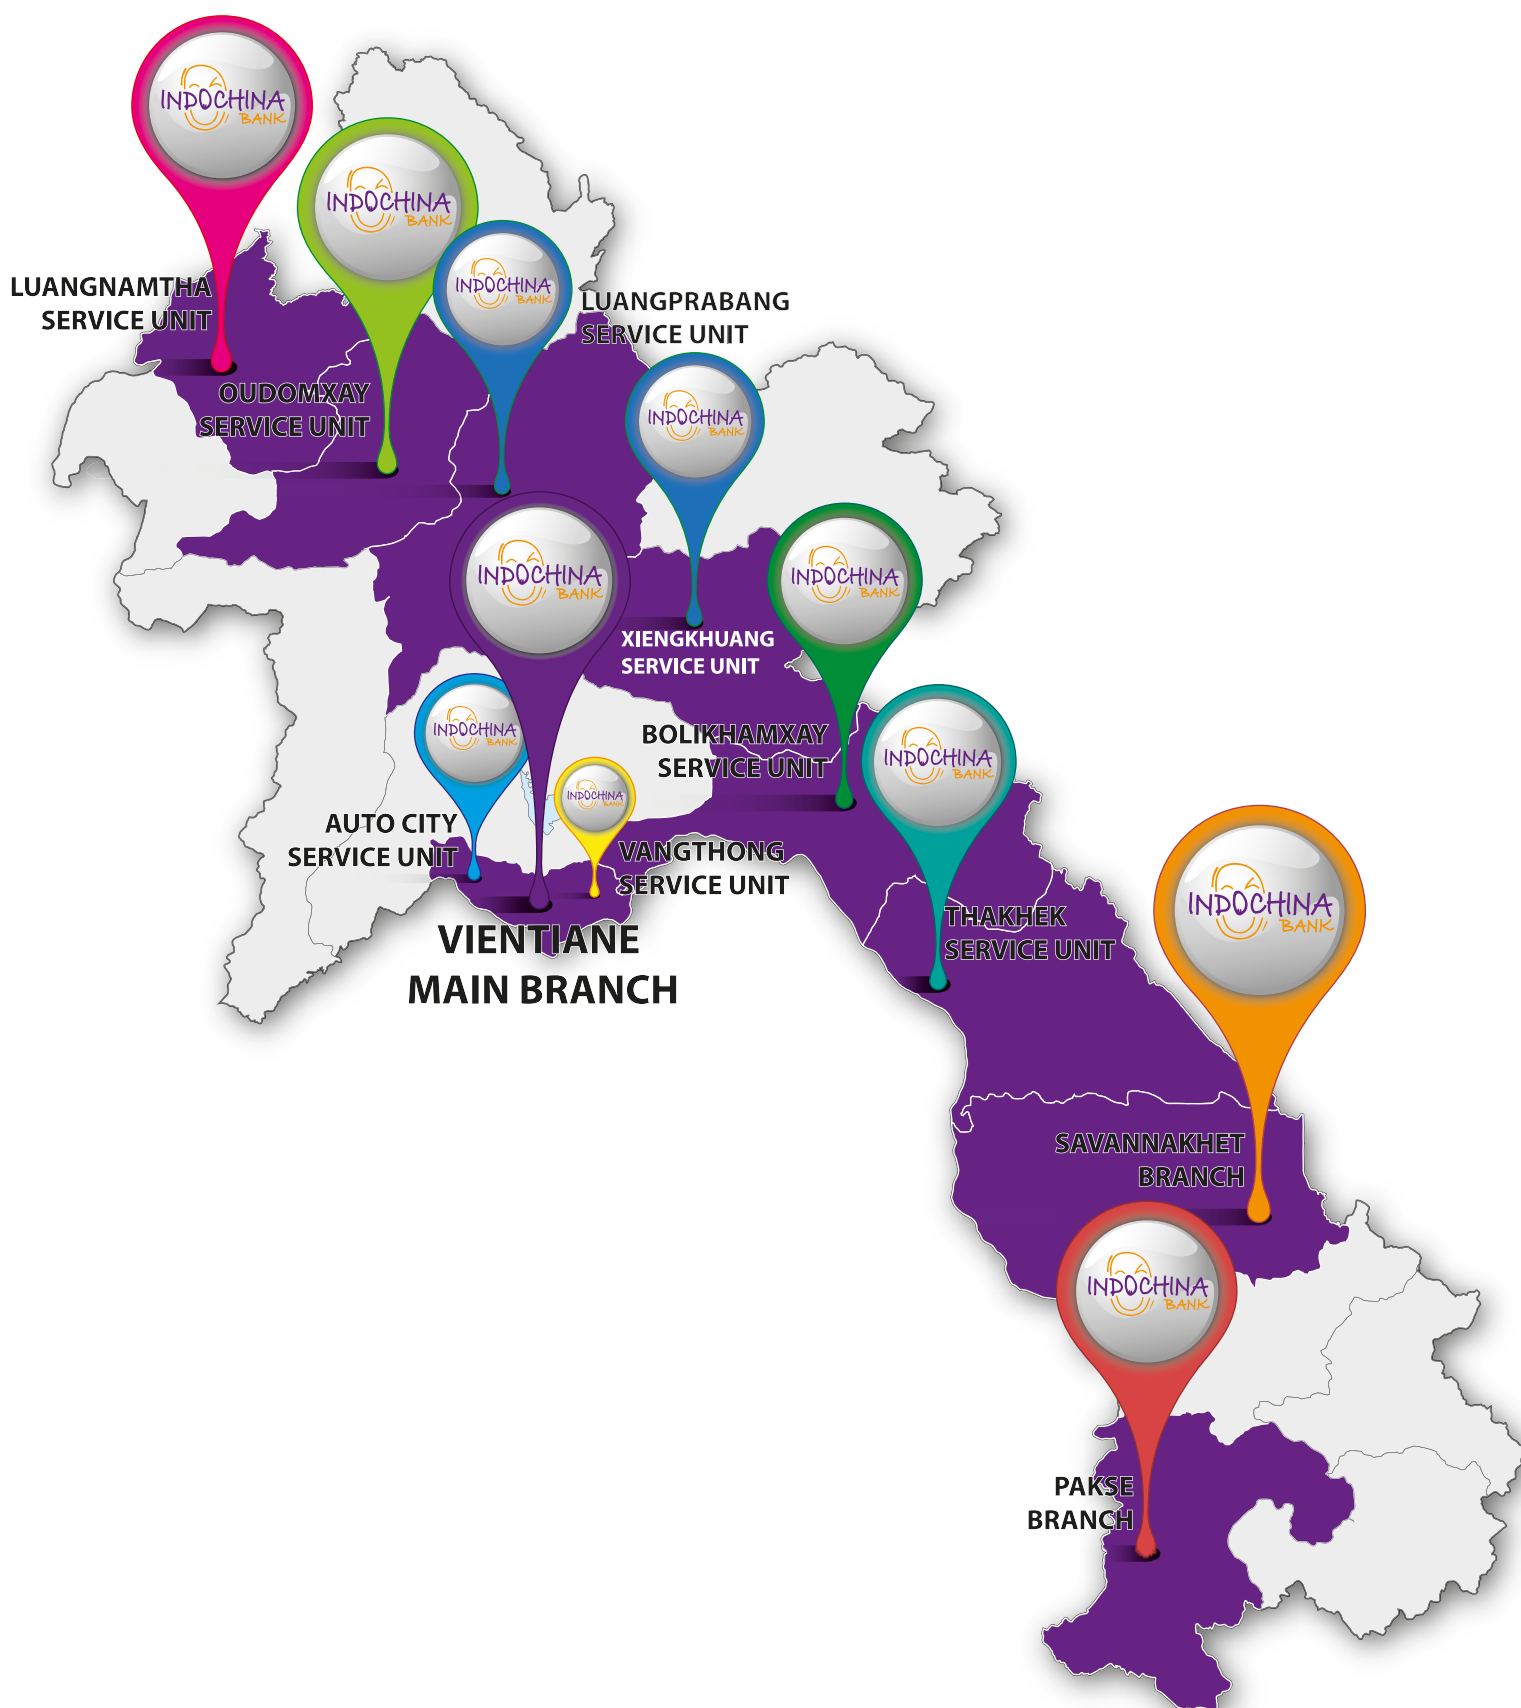 INDOCHINA
BANK
INDOCHINA
BANK
INDOCHINA
BANK
LUANGNAMTHA
SERVICE UNIT
LUANGPRABANG
SERVICE UNIT
OUDOMXAY
SERVICE UNIT
INDOCHINA
BANK
INDOCHINA
BANK
INDOCHINA
BANK
XIENGKHUANG
SERVICE UNIT
INDOCHINA
BANK
BOLIKHAMXAY
SERVICE UNIT
INDOCHINA
BANK
INDOCHINA
BANK
AUTO CITY
SERVICE UNIT
VANGTHONG
SERVICE UNIT
VIENTIANE
MAIN BRANCH
THAKHEK
SERVICE UNIT
INDOCHINA
BANK
SAVANNAKHET
BRANCH
INDOCHINA
BANK
PAKSE
BRANCH